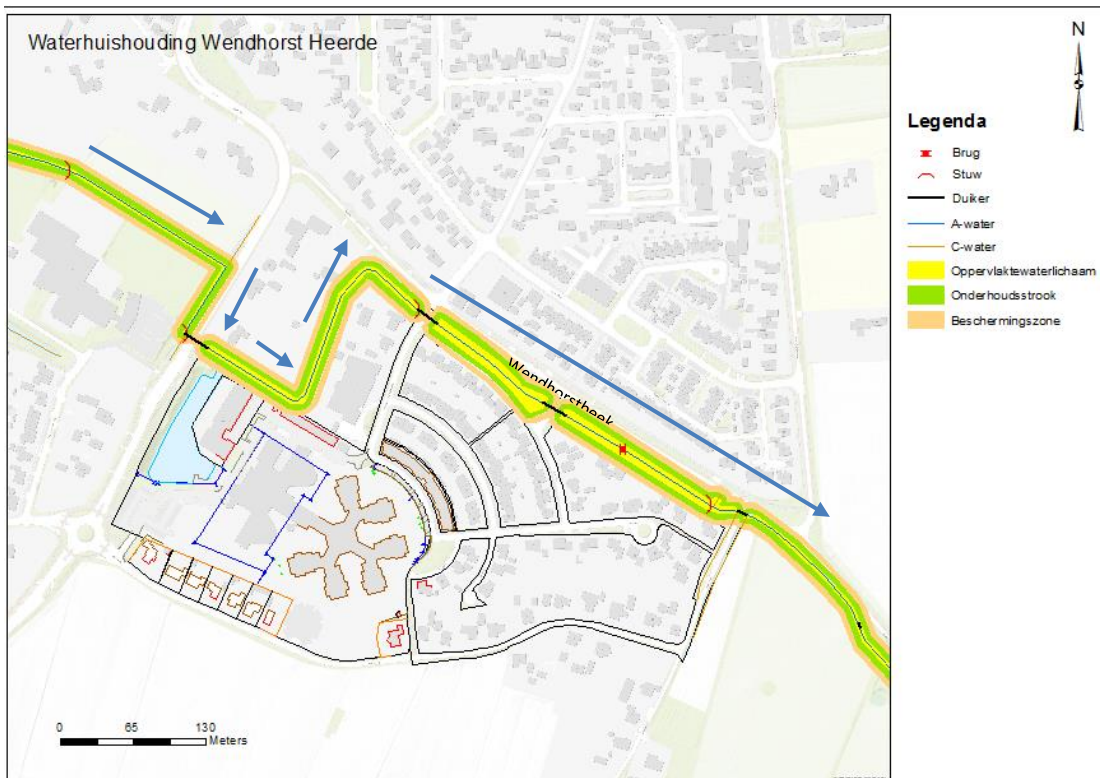 Waterhuishouding Wendhorst Heerde
N
Legenda
Brug
Stuw
Duiker
A-water
C-water
Oppervlaktewaterlichaam
Onderhoudsstrook
Beschermingszone
Wendhorstbeek
0 65 130
Meters